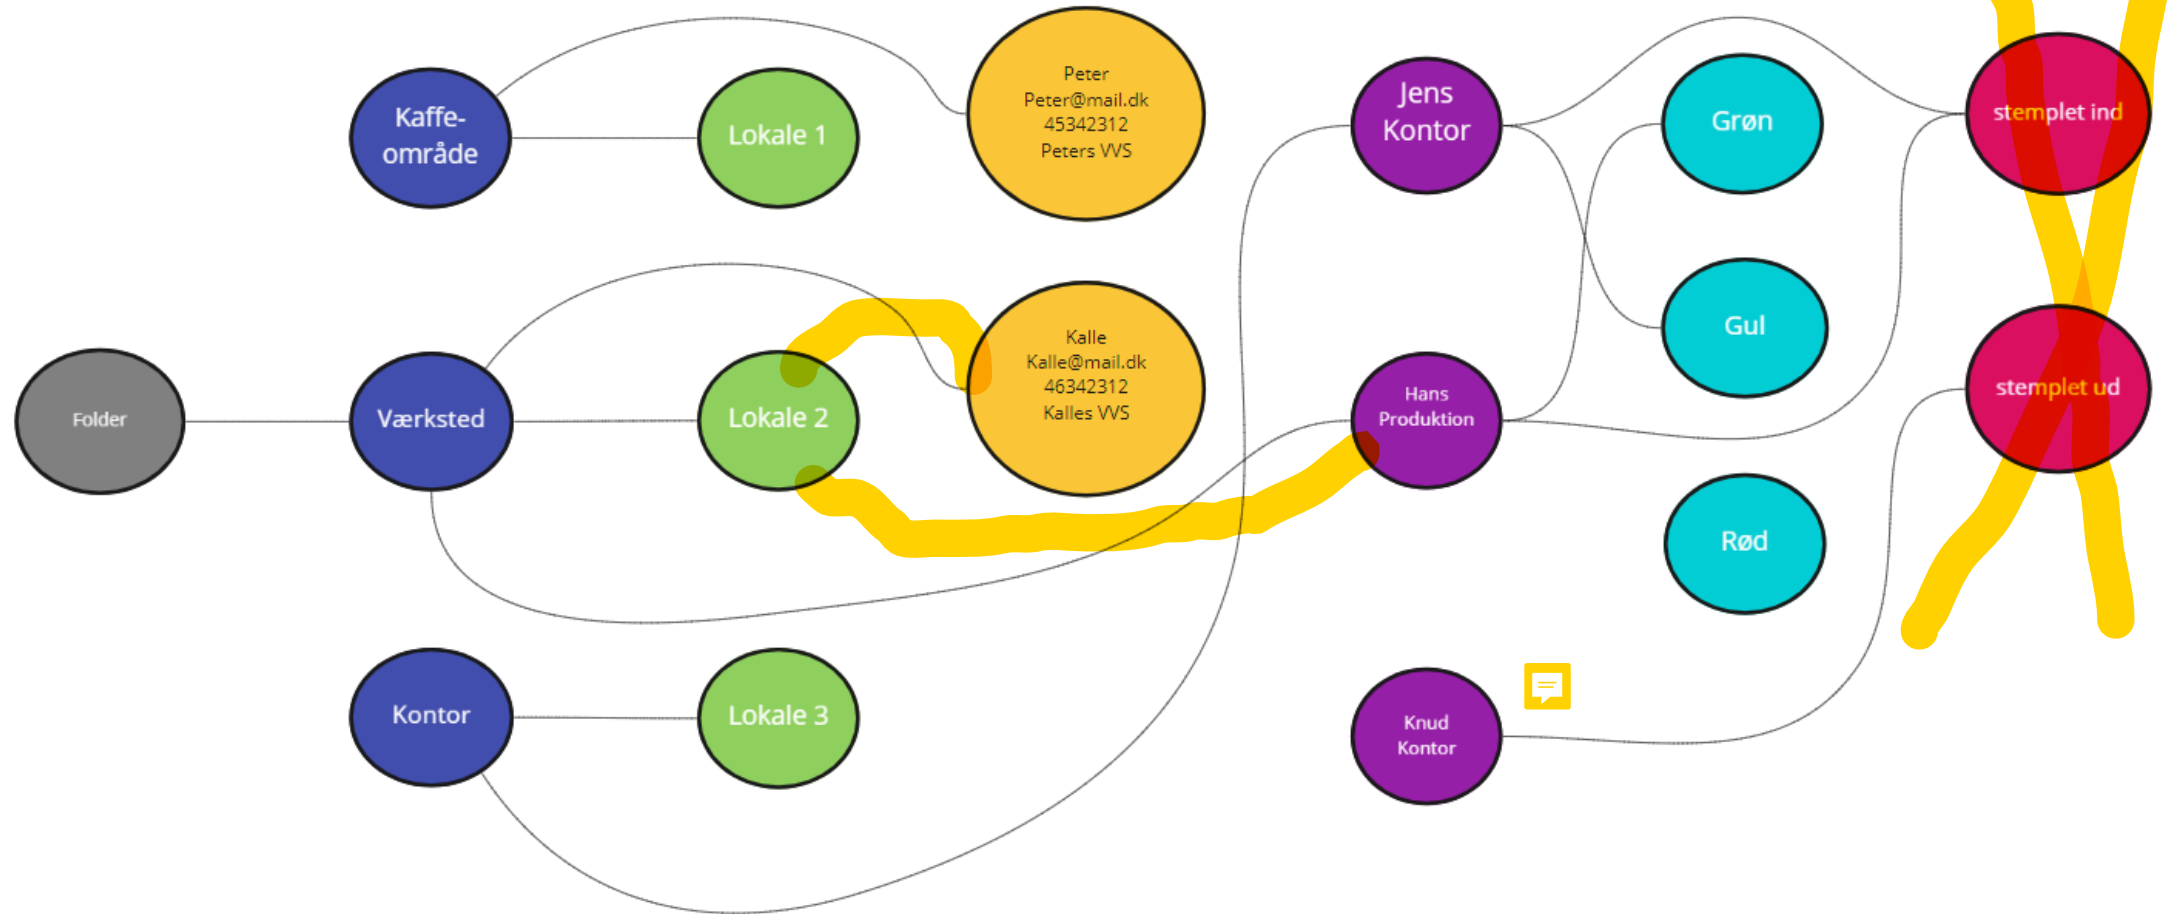 Kaffe-
område
Lokale 1
Peter
Peter@mail.dk
45342312
Peters VVS
Jens
Kontor
Grøn
stemplet ind
Folder
Værksted
Lokale 2
Kalle
Kalle@mail.dk
46342312
Kalles VVS
Hans
Produktion
Gul
stemplet ud
Rød
Kontor
Lokale 3
Knud
Kontor